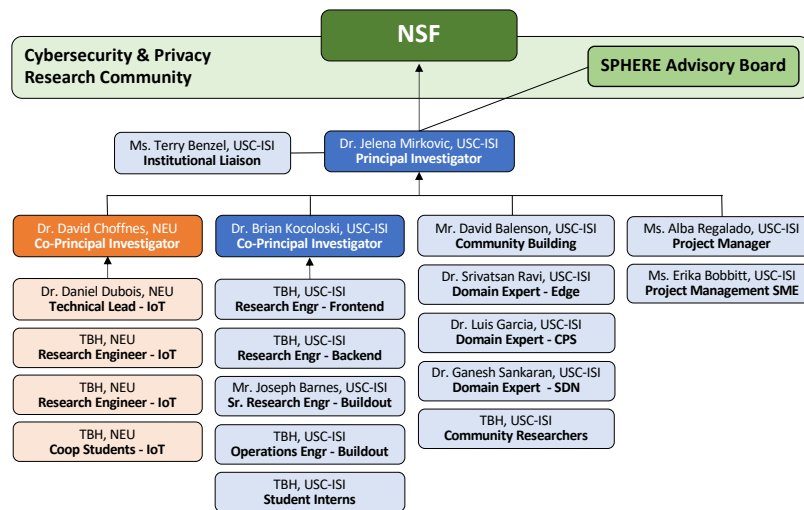 NSF
Cybersecurity & Privacy
Research Community
SPHERE Advisory Board
Ms. Terry Benzel, USC-ISI
Institutional Liaison
Dr. Jelena Mirkovic, USC-ISI
Principal Investigator
Dr. David Choffnes, NEU
Co-Principal Investigator
Dr. Daniel Dubois, NEU
Technical Lead - IoT
TBH, NEU
Research Engineer - IoT
TBH, NEU
Research Engineer - IoT
TBH, NEU
Coop Students - IoT
Dr. Brian Kocoloski, USC-ISI
Co-Principal Investigator
TBH, USC-ISI
Research Engr - Frontend
TBH, USC-ISI
Research Engr - Backend
Mr. Joseph Barnes, USC-ISI
Sr. Research Engr - Buildout
TBH, USC-ISI
Operations Engr - Buildout
TBH, USC-ISI
Student Interns
Mr. David Balenson, USC-ISI
Community Building
Dr. Srivatsan Ravi, USC-ISI
Domain Expert - Edge
Dr. Luis Garcia, USC-ISI
Domain Expert - CPS
Dr. Ganesh Sankaran, USC-ISI
Domain Expert - SDN
TBH, USC-ISI
Community Researchers
Ms. Alba Regalado, USC-ISI
Project Manager
Ms. Erika Bobbitt, USC-ISI
Project Management SME